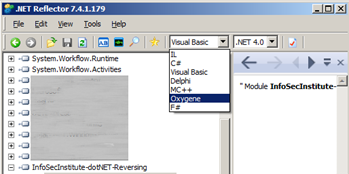 .NET Reflector 7.4.1.179
File Edit View Tools Help
Visual Basic .NET 4.0
IL
C#
Visual Basic
Delphi
MC++
Oxygene
F#
System.Workflow.Runtime
System.Workflow.Activities
InfoSecInstitute-dotNET-Reversing
" Module InfoSecInstitute-